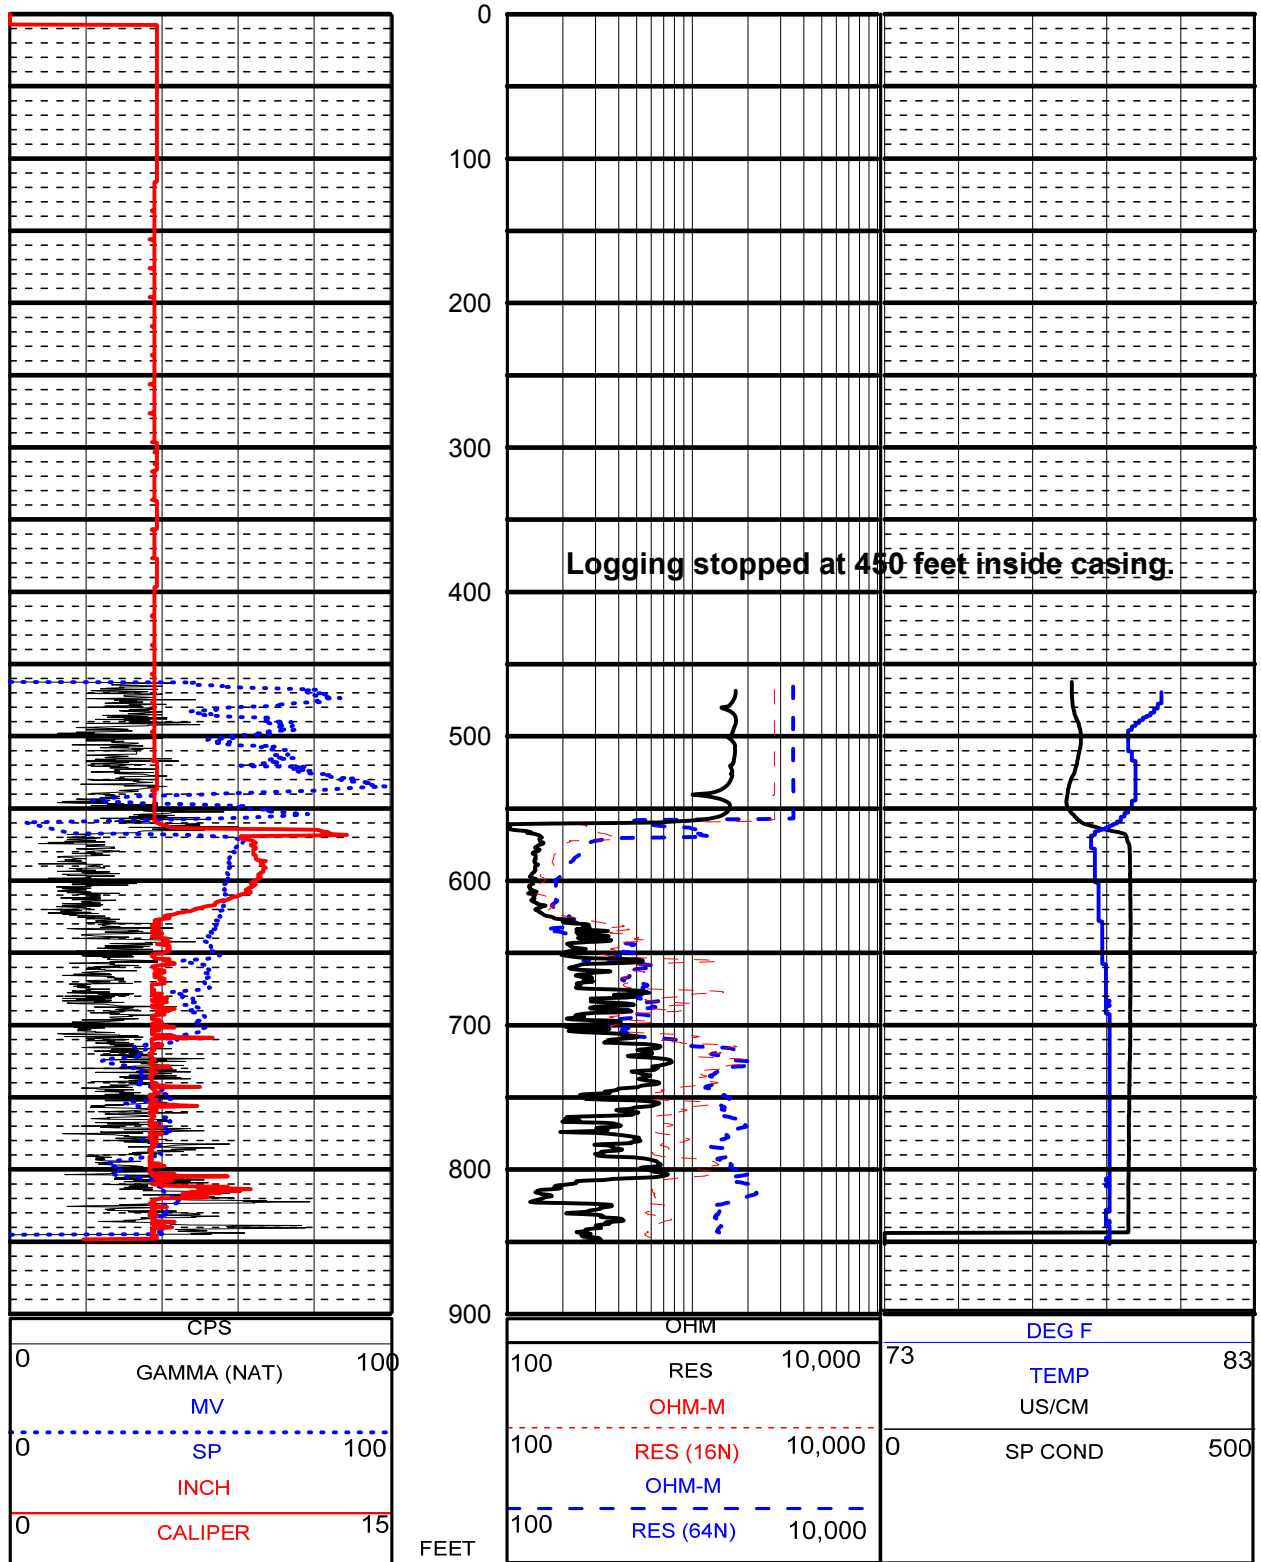 0
100
200
300
Logging stopped at 450 feet inside casing.
400
500
600
700
800
900
CPS
0 100
GAMMA (NAT)
MV
0 100
SP
INCH
0 15
CALIPER
FEET
OHM
100 10,000
RES
OHM-M
100 10,000
RES (16N)
OHM-M
100 10,000
RES (64N)
DEG F
73 83
TEMP
US/CM
0 500
SP COND